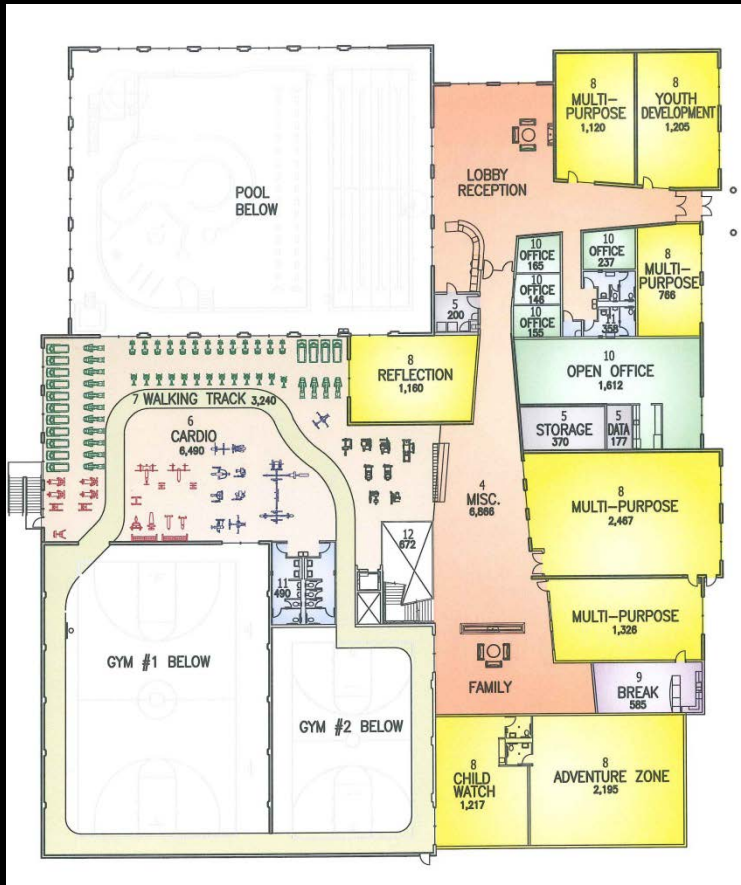 8
MULTI-
PURPOSE
1,120
8
YOUTH
DEVELOPMENT
1,205
LOBBY
RECEPTION
POOL
BELOW
10
OFFICE
165
10
OFFICE
237
8
MULTI-
PURPOSE
766
10
OFFICE
146
5
200
10
OFFICE
155
11
358
8
REFLECTION
1,160
10
OPEN OFFICE
1,612
7 WALKING TRACK 3,240
6
CARDIO
6,490
5
STORAGE
370
5
DATA
177
4
MISC.
6,866
8
MULTI-PURPOSE
2,467
12
672
11
490
MULTI-PURPOSE
1,326
GYM #1 BELOW
FAMILY
9
BREAK
585
GYM #2 BELOW
8
CHILD
WATCH
1,217
8
ADVENTURE ZONE
2,195